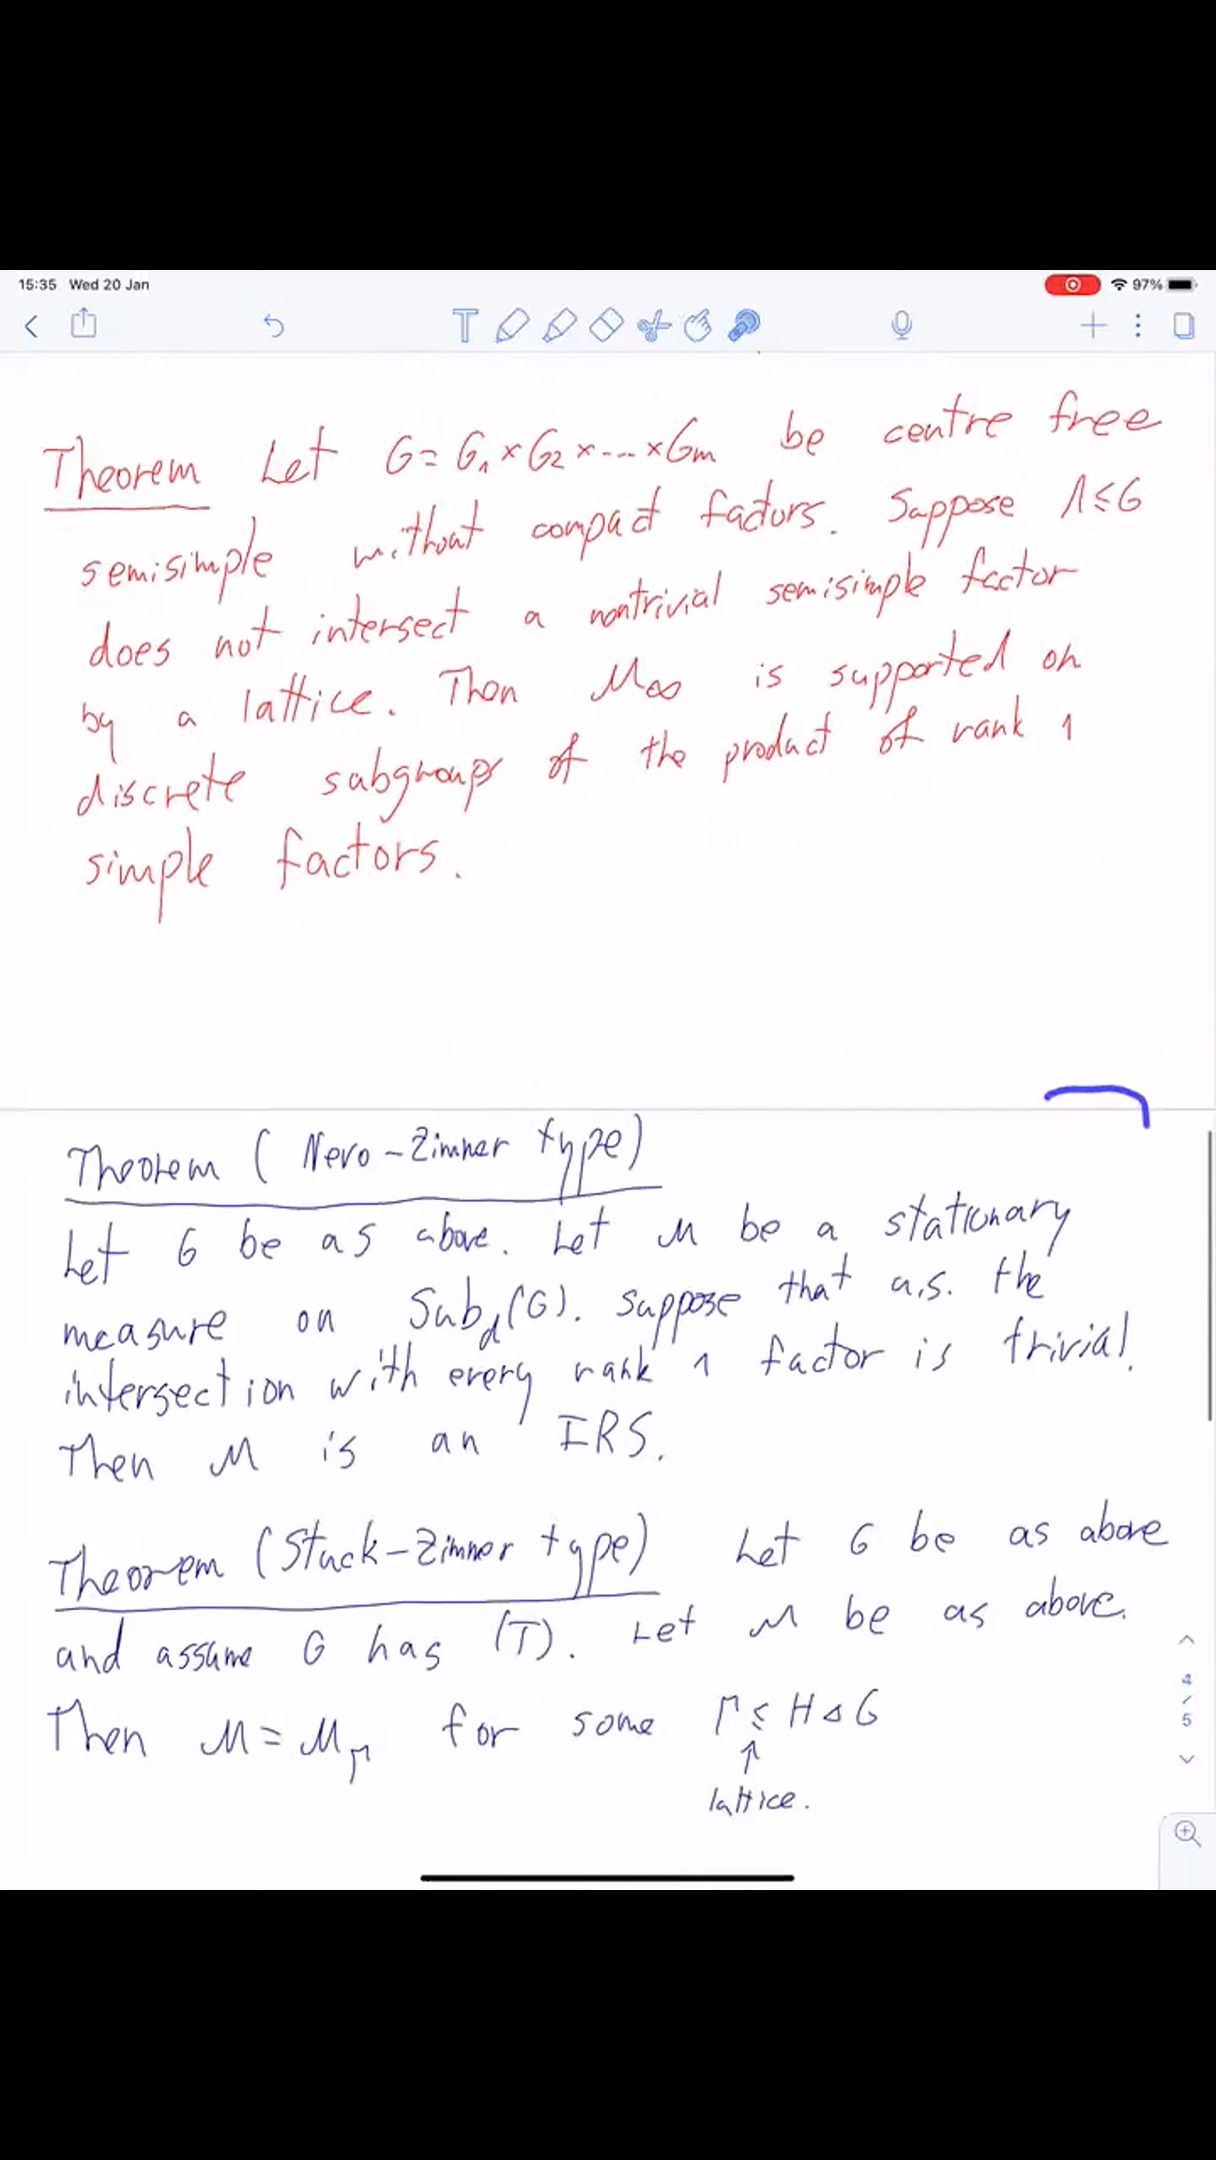 15:35 Wed 20 Jan
97%
Theorem Let G = G₁ × G₂ × ... × Gm be centre free
semisimple without compact factors. Suppose Λ ≤ G
does not intersect a nontrivial semisimple factor
by a lattice. Then μ∞ is supported on
discrete subgroups of the product of rank 1
simple factors.
Theorem (Nevo-Zimmer type)
Let G be as above. Let μ be a stationary
measure on Sub_d(G). Suppose that a.s. the
intersection with every rank 1 factor is trivial.
Then μ is an IRS.
Theorem (Stuck-Zimmer type) Let G be as above
and assume G has (T). Let μ be as above.
Then μ = μ_Γ for some Γ ≤ H ⊲ G
↑
lattice.
4
/
5